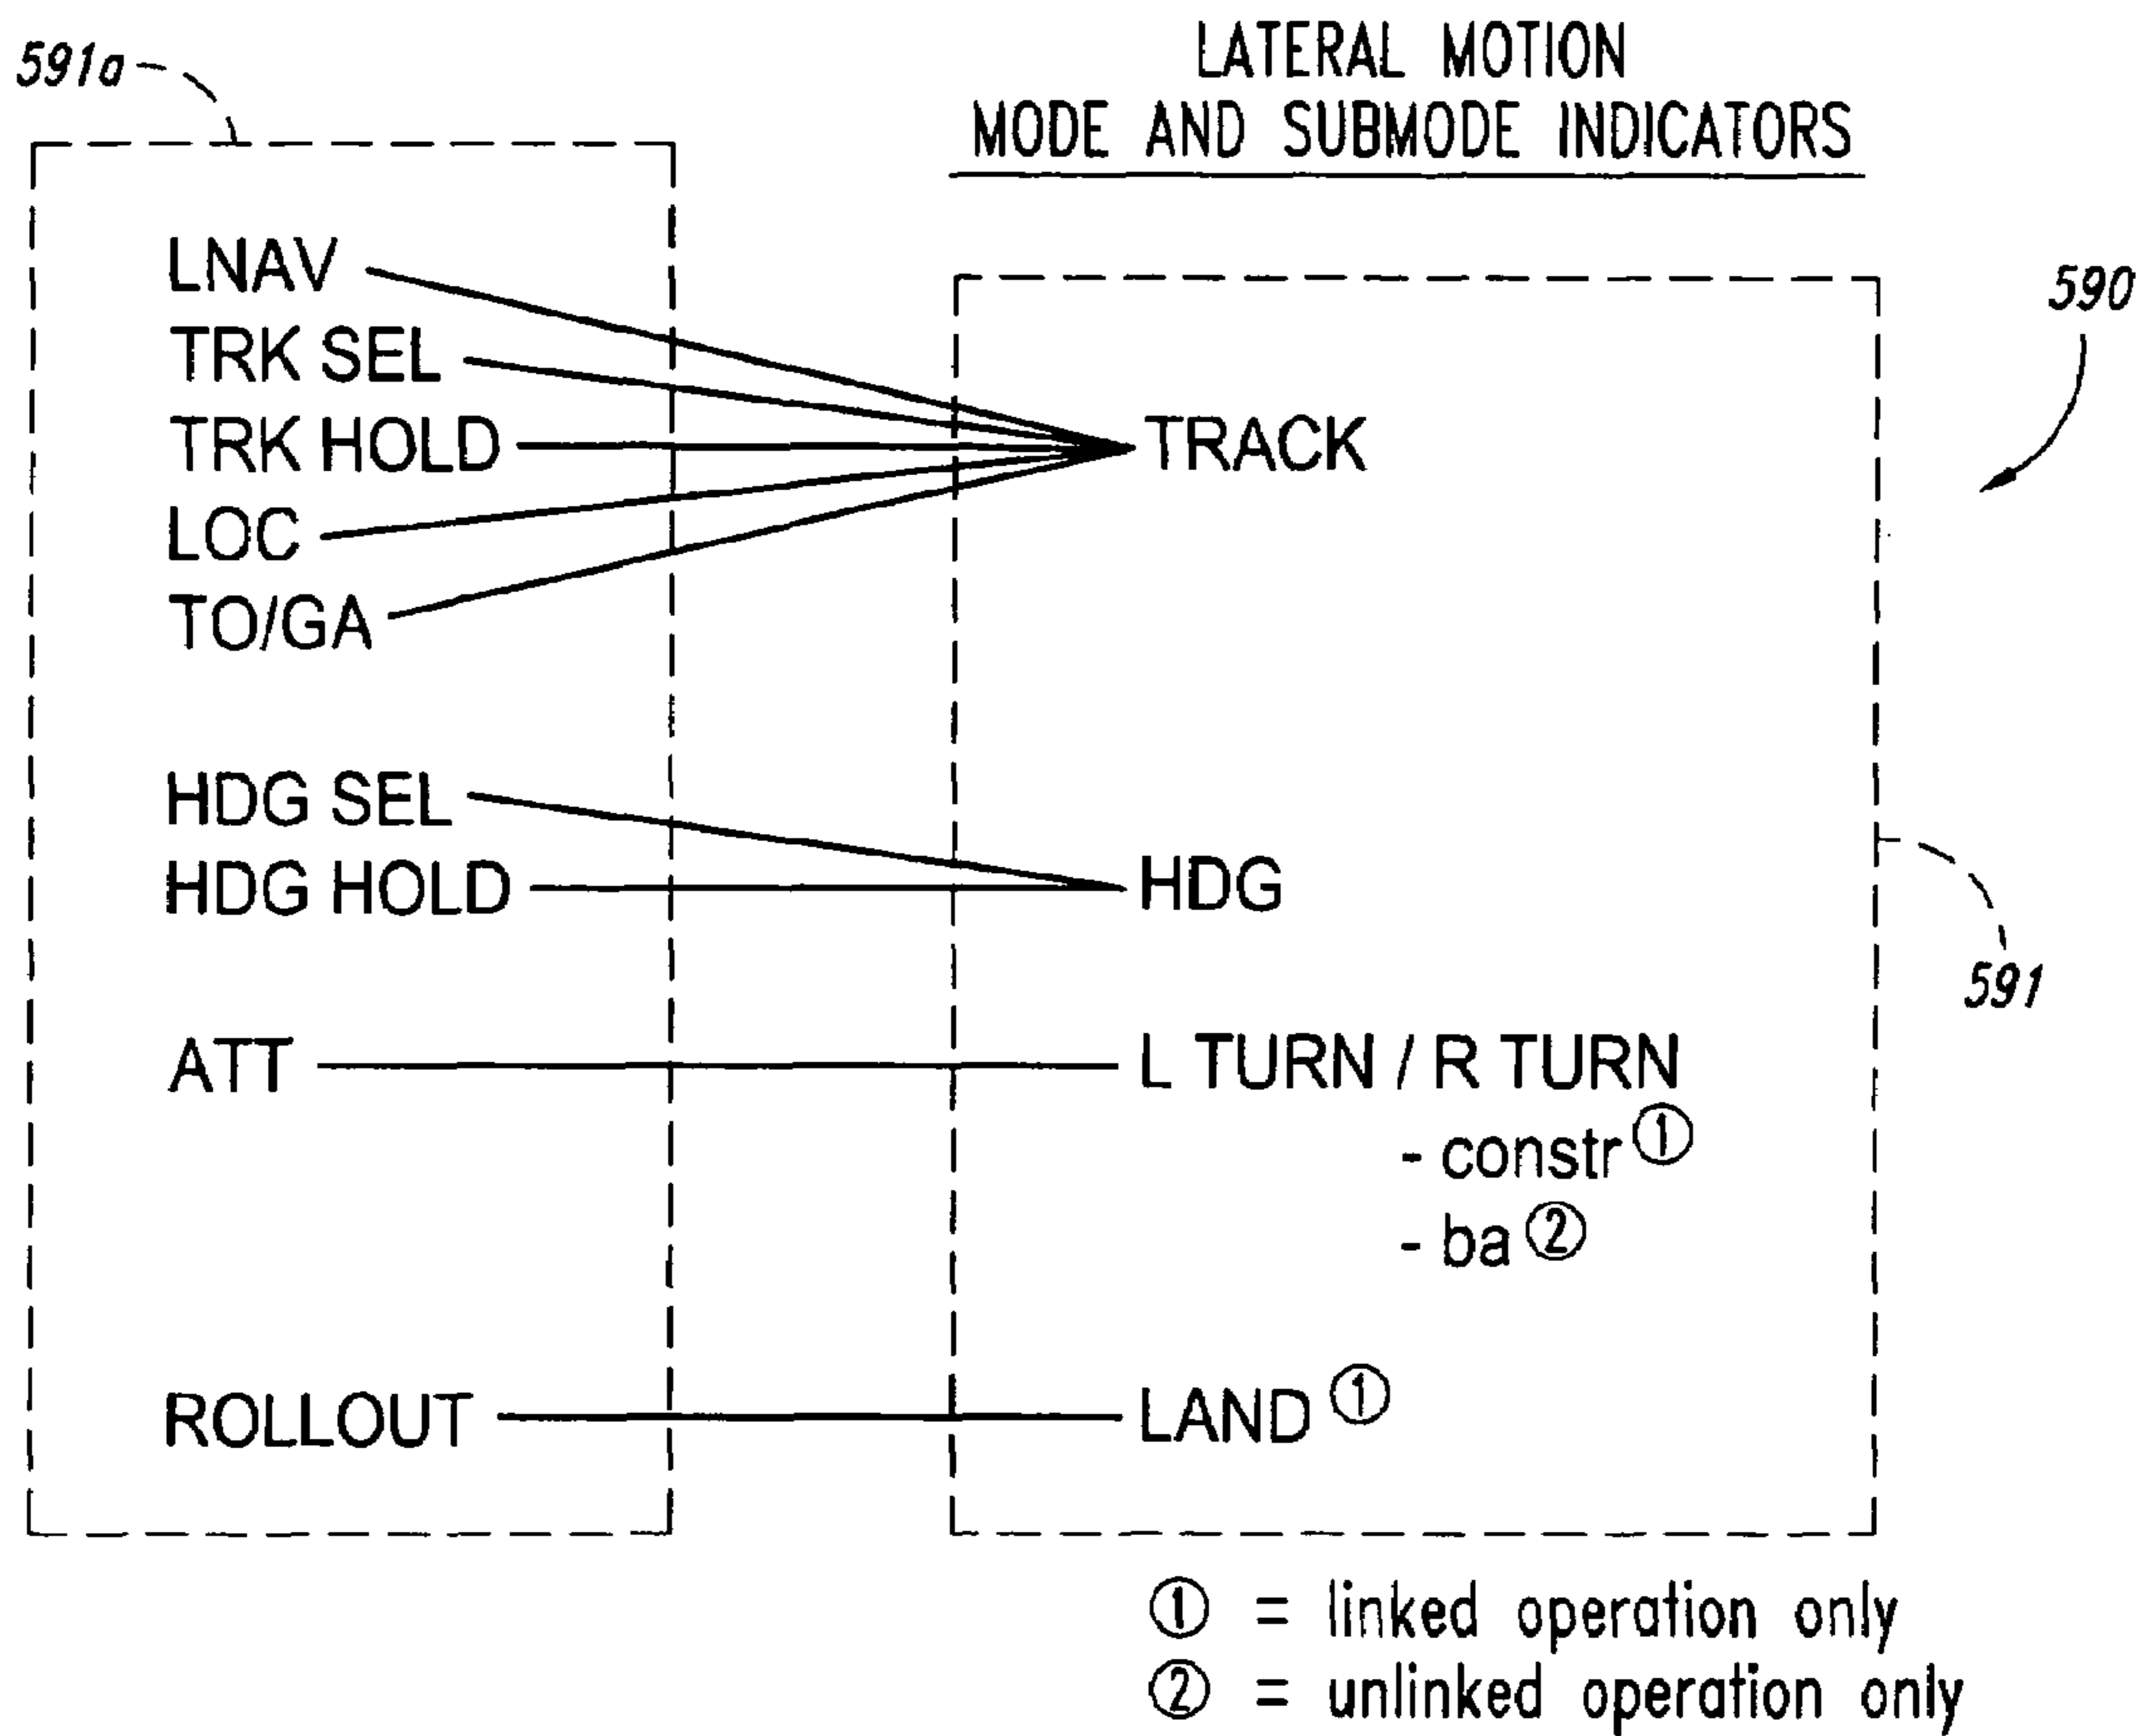 591a
LATERAL MOTION
MODE AND SUBMODE INDICATORS
LNAV
TRK SEL
TRK HOLD
LOC
TO/GA
HDG SEL
HDG HOLD
ATT
ROLLOUT
TRACK
HDG
L TURN / R TURN
- constr ①
- ba ②
LAND ①
590
591
① = linked operation only
② = unlinked operation only